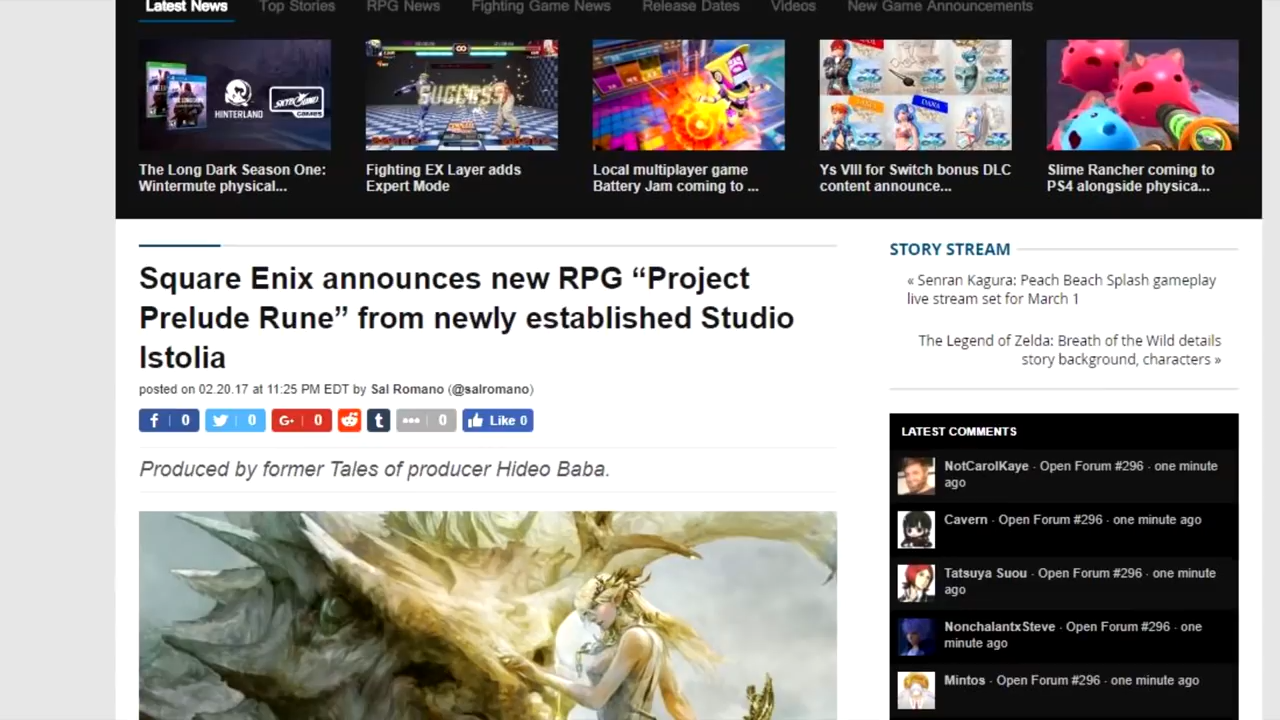 Latest News
Top Stories
RPG News
Fighting Game News
Release Dates
Videos
New Game Announcements
HINTERLAND
SKYBOUND
GAMES
SUCCESS
DANA
The Long Dark Season One:
Wintermute physical...
Fighting EX Layer adds
Expert Mode
Local multiplayer game
Battery Jam coming to ...
Ys VIII for Switch bonus DLC
content announce...
Slime Rancher coming to
PS4 alongside physica...
Square Enix announces new RPG “Project
Prelude Rune” from newly established Studio
Istolia
posted on 02.20.17 at 11:25 PM EDT by Sal Romano (@salromano)
f 0
0
G+ 0
t
0
Like 0
Produced by former Tales of producer Hideo Baba.
STORY STREAM
« Senran Kagura: Peach Beach Splash gameplay
live stream set for March 1
The Legend of Zelda: Breath of the Wild details
story background, characters »
LATEST COMMENTS
NotCarolKaye · Open Forum #296 · one minute
ago
Cavern · Open Forum #296 · one minute ago
Tatsuya Suou · Open Forum #296 · one
minute ago
NonchalantxSteve · Open Forum #296 · one
minute ago
Mintos · Open Forum #296 · one minute ago